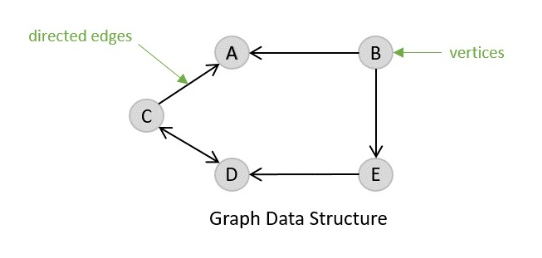 directed edges
A
B
vertices
C
D
E
Graph Data Structure